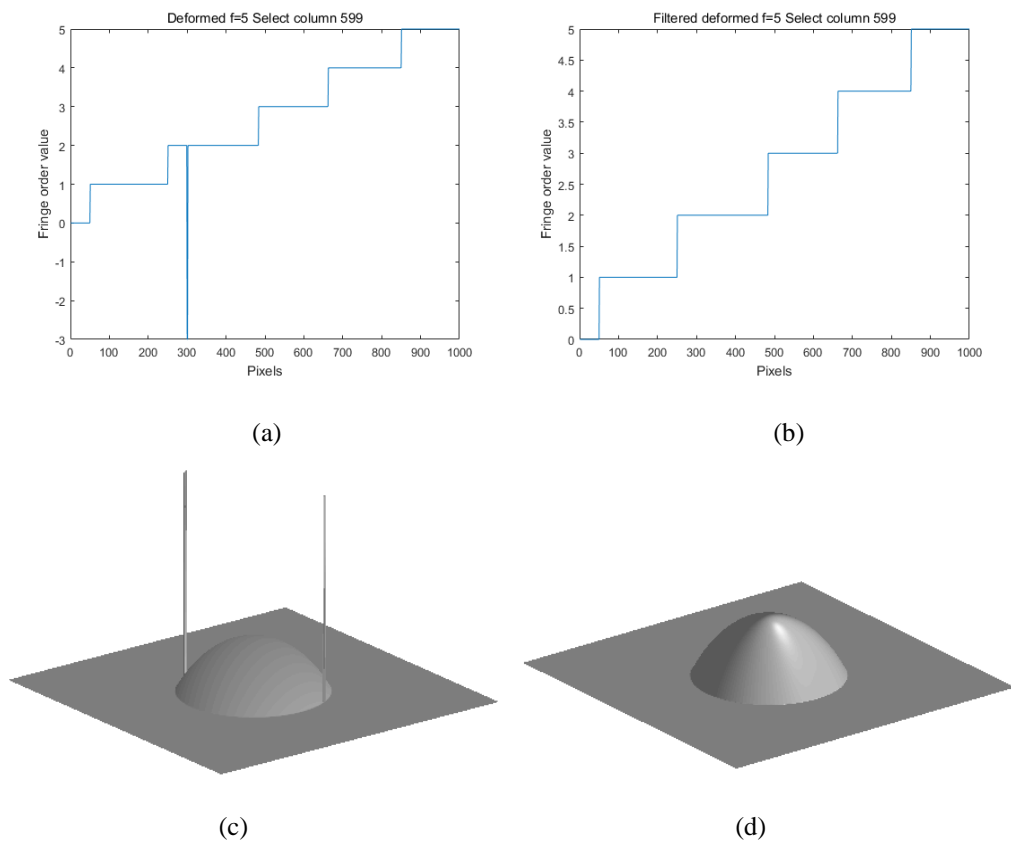 Deformed f=5 Select column 599
5
4
3
2
1
0
-1
-2
-3
Fringe order value
0 100 200 300 400 500 600 700 800 900 1000
Pixels
(a)
Filtered deformed f=5 Select column 599
5
4.5
4
3.5
3
2.5
2
1.5
1
0.5
0
Fringe order value
0 100 200 300 400 500 600 700 800 900 1000
Pixels
(b)
(c)
(d)